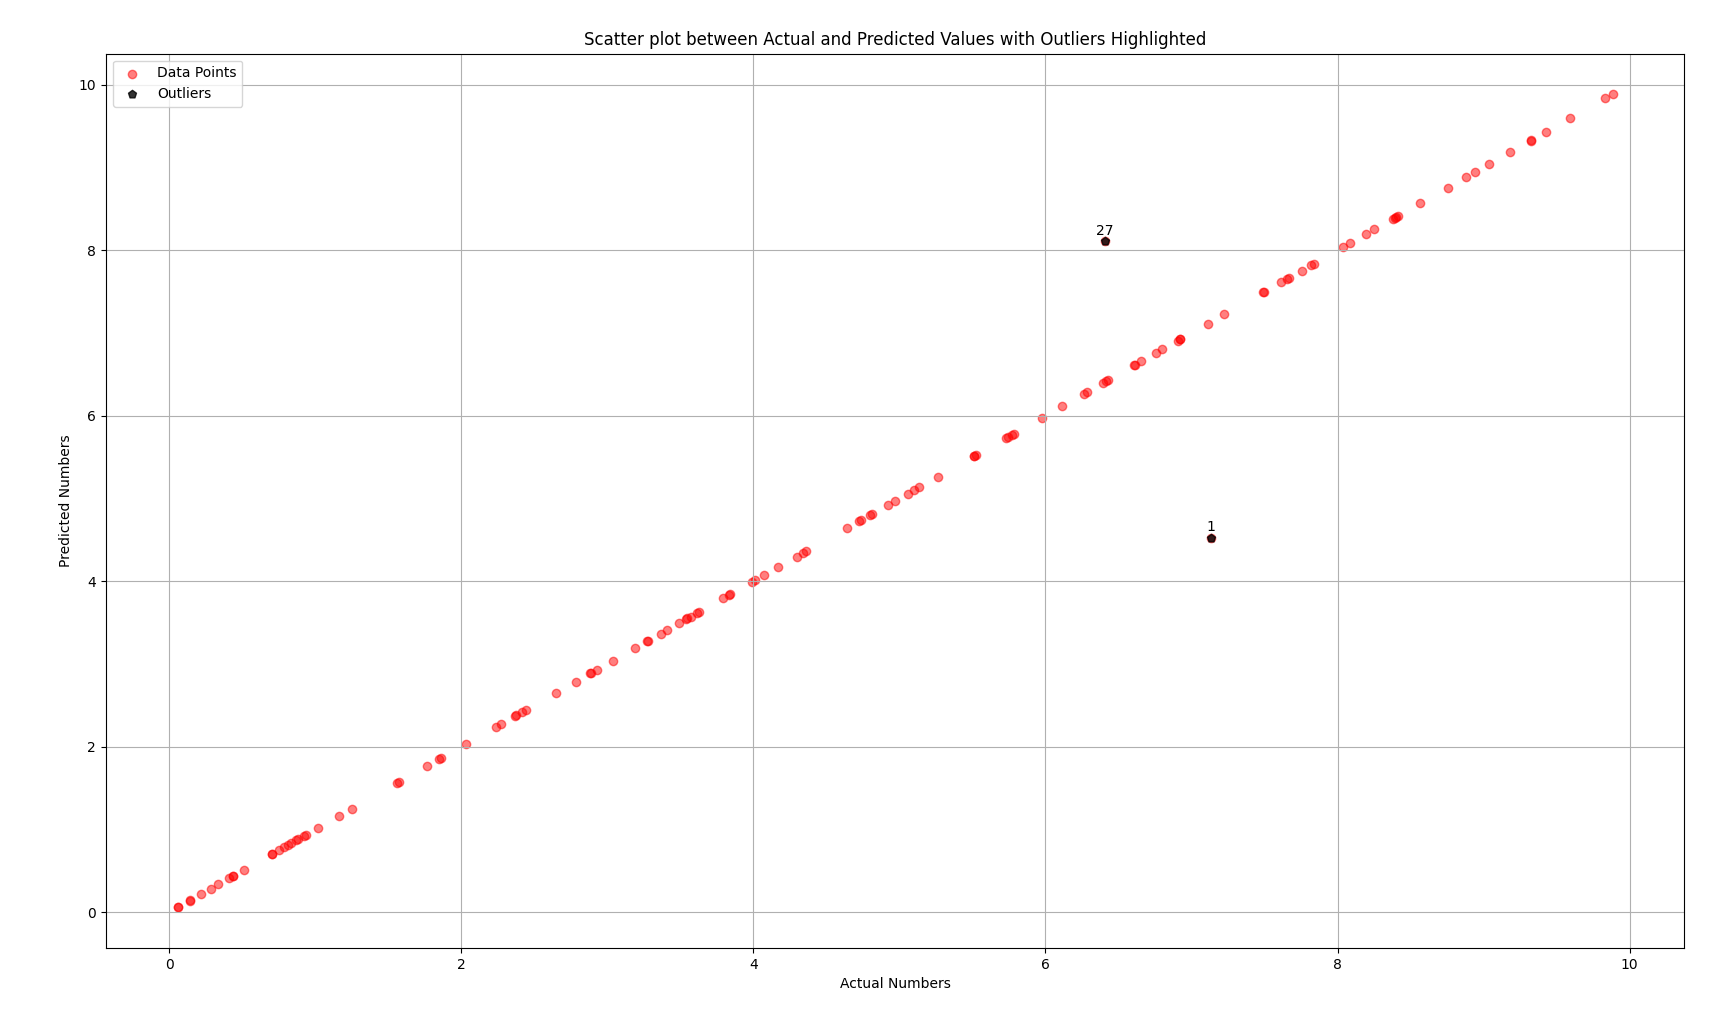 Scatter plot between Actual and Predicted Values with Outliers Highlighted
Data Points
Outliers
10
8
6
4
2
0
Predicted Numbers
27
1
0 2 4 6 8 10
Actual Numbers